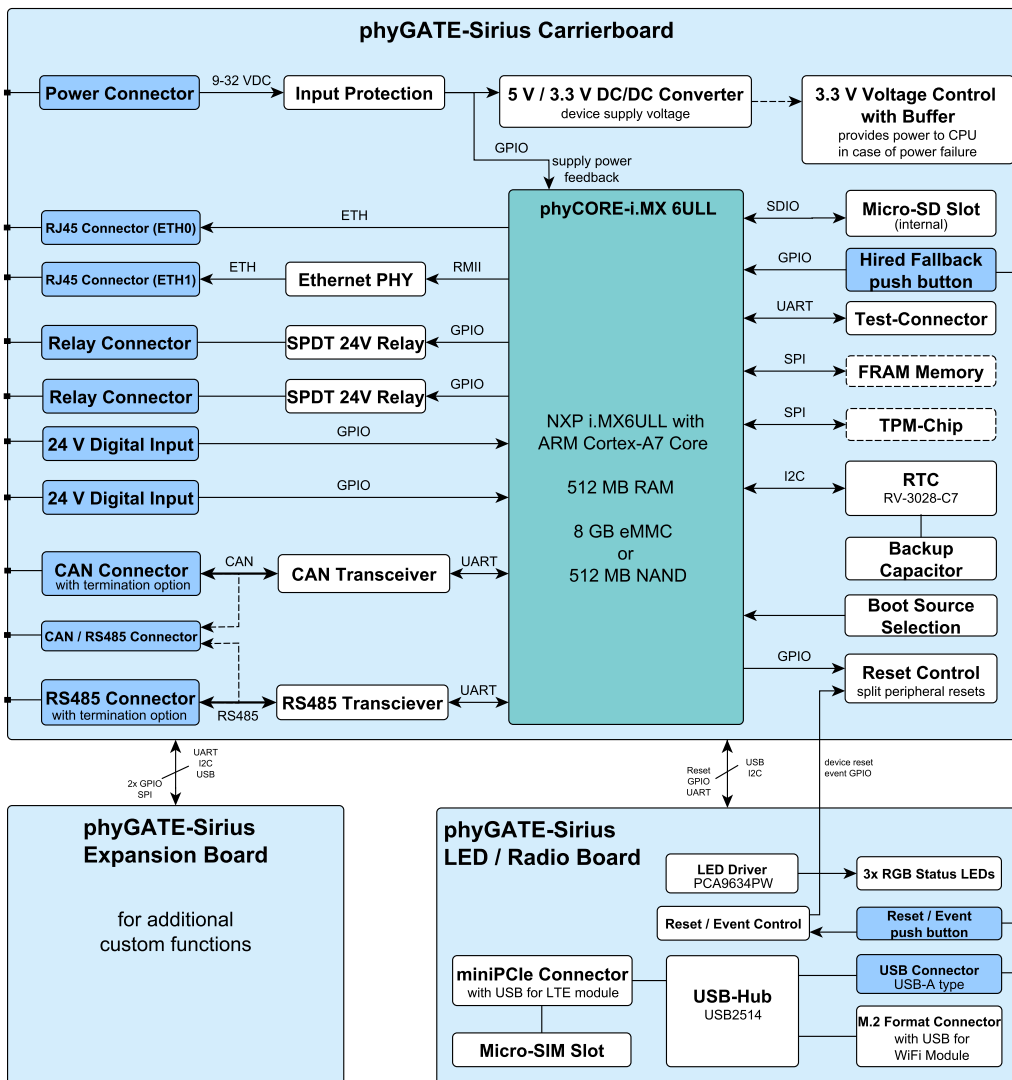 phyGATE-Sirius Carrierboard
Power Connector
9-32 VDC
Input Protection
5 V / 3.3 V DC/DC Converter
device supply voltage
3.3 V Voltage Control
with Buffer
provides power to CPU
in case of power failure
GPIO
supply power
feedback
phyCORE-i.MX 6ULL
NXP i.MX6ULL with
ARM Cortex-A7 Core
512 MB RAM
8 GB eMMC
or
512 MB NAND
RJ45 Connector (ETH0)
ETH
RJ45 Connector (ETH1)
ETH
Ethernet PHY
RMII
Relay Connector
SPDT 24V Relay
GPIO
Relay Connector
SPDT 24V Relay
GPIO
24 V Digital Input
GPIO
24 V Digital Input
GPIO
CAN Connector
with termination option
CAN
CAN Transceiver
UART
CAN / RS485 Connector
RS485 Connector
with termination option
RS485
RS485 Transciever
UART
SDIO
Micro-SD Slot
(internal)
GPIO
Hired Fallback
push button
UART
Test-Connector
SPI
FRAM Memory
SPI
TPM-Chip
I2C
RTC
RV-3028-C7
Backup
Capacitor
Boot Source
Selection
GPIO
Reset Control
split peripheral resets
UART
I2C
USB
2x GPIO
SPI
Reset
GPIO
UART
USB
I2C
device reset
event GPIO
phyGATE-Sirius
Expansion Board
for additional
custom functions
phyGATE-Sirius
LED / Radio Board
LED Driver
PCA9634PW
3x RGB Status LEDs
Reset / Event Control
Reset / Event
push button
miniPCIe Connector
with USB for LTE module
USB-Hub
USB2514
USB Connector
USB-A type
Micro-SIM Slot
M.2 Format Connector
with USB for
WiFi Module